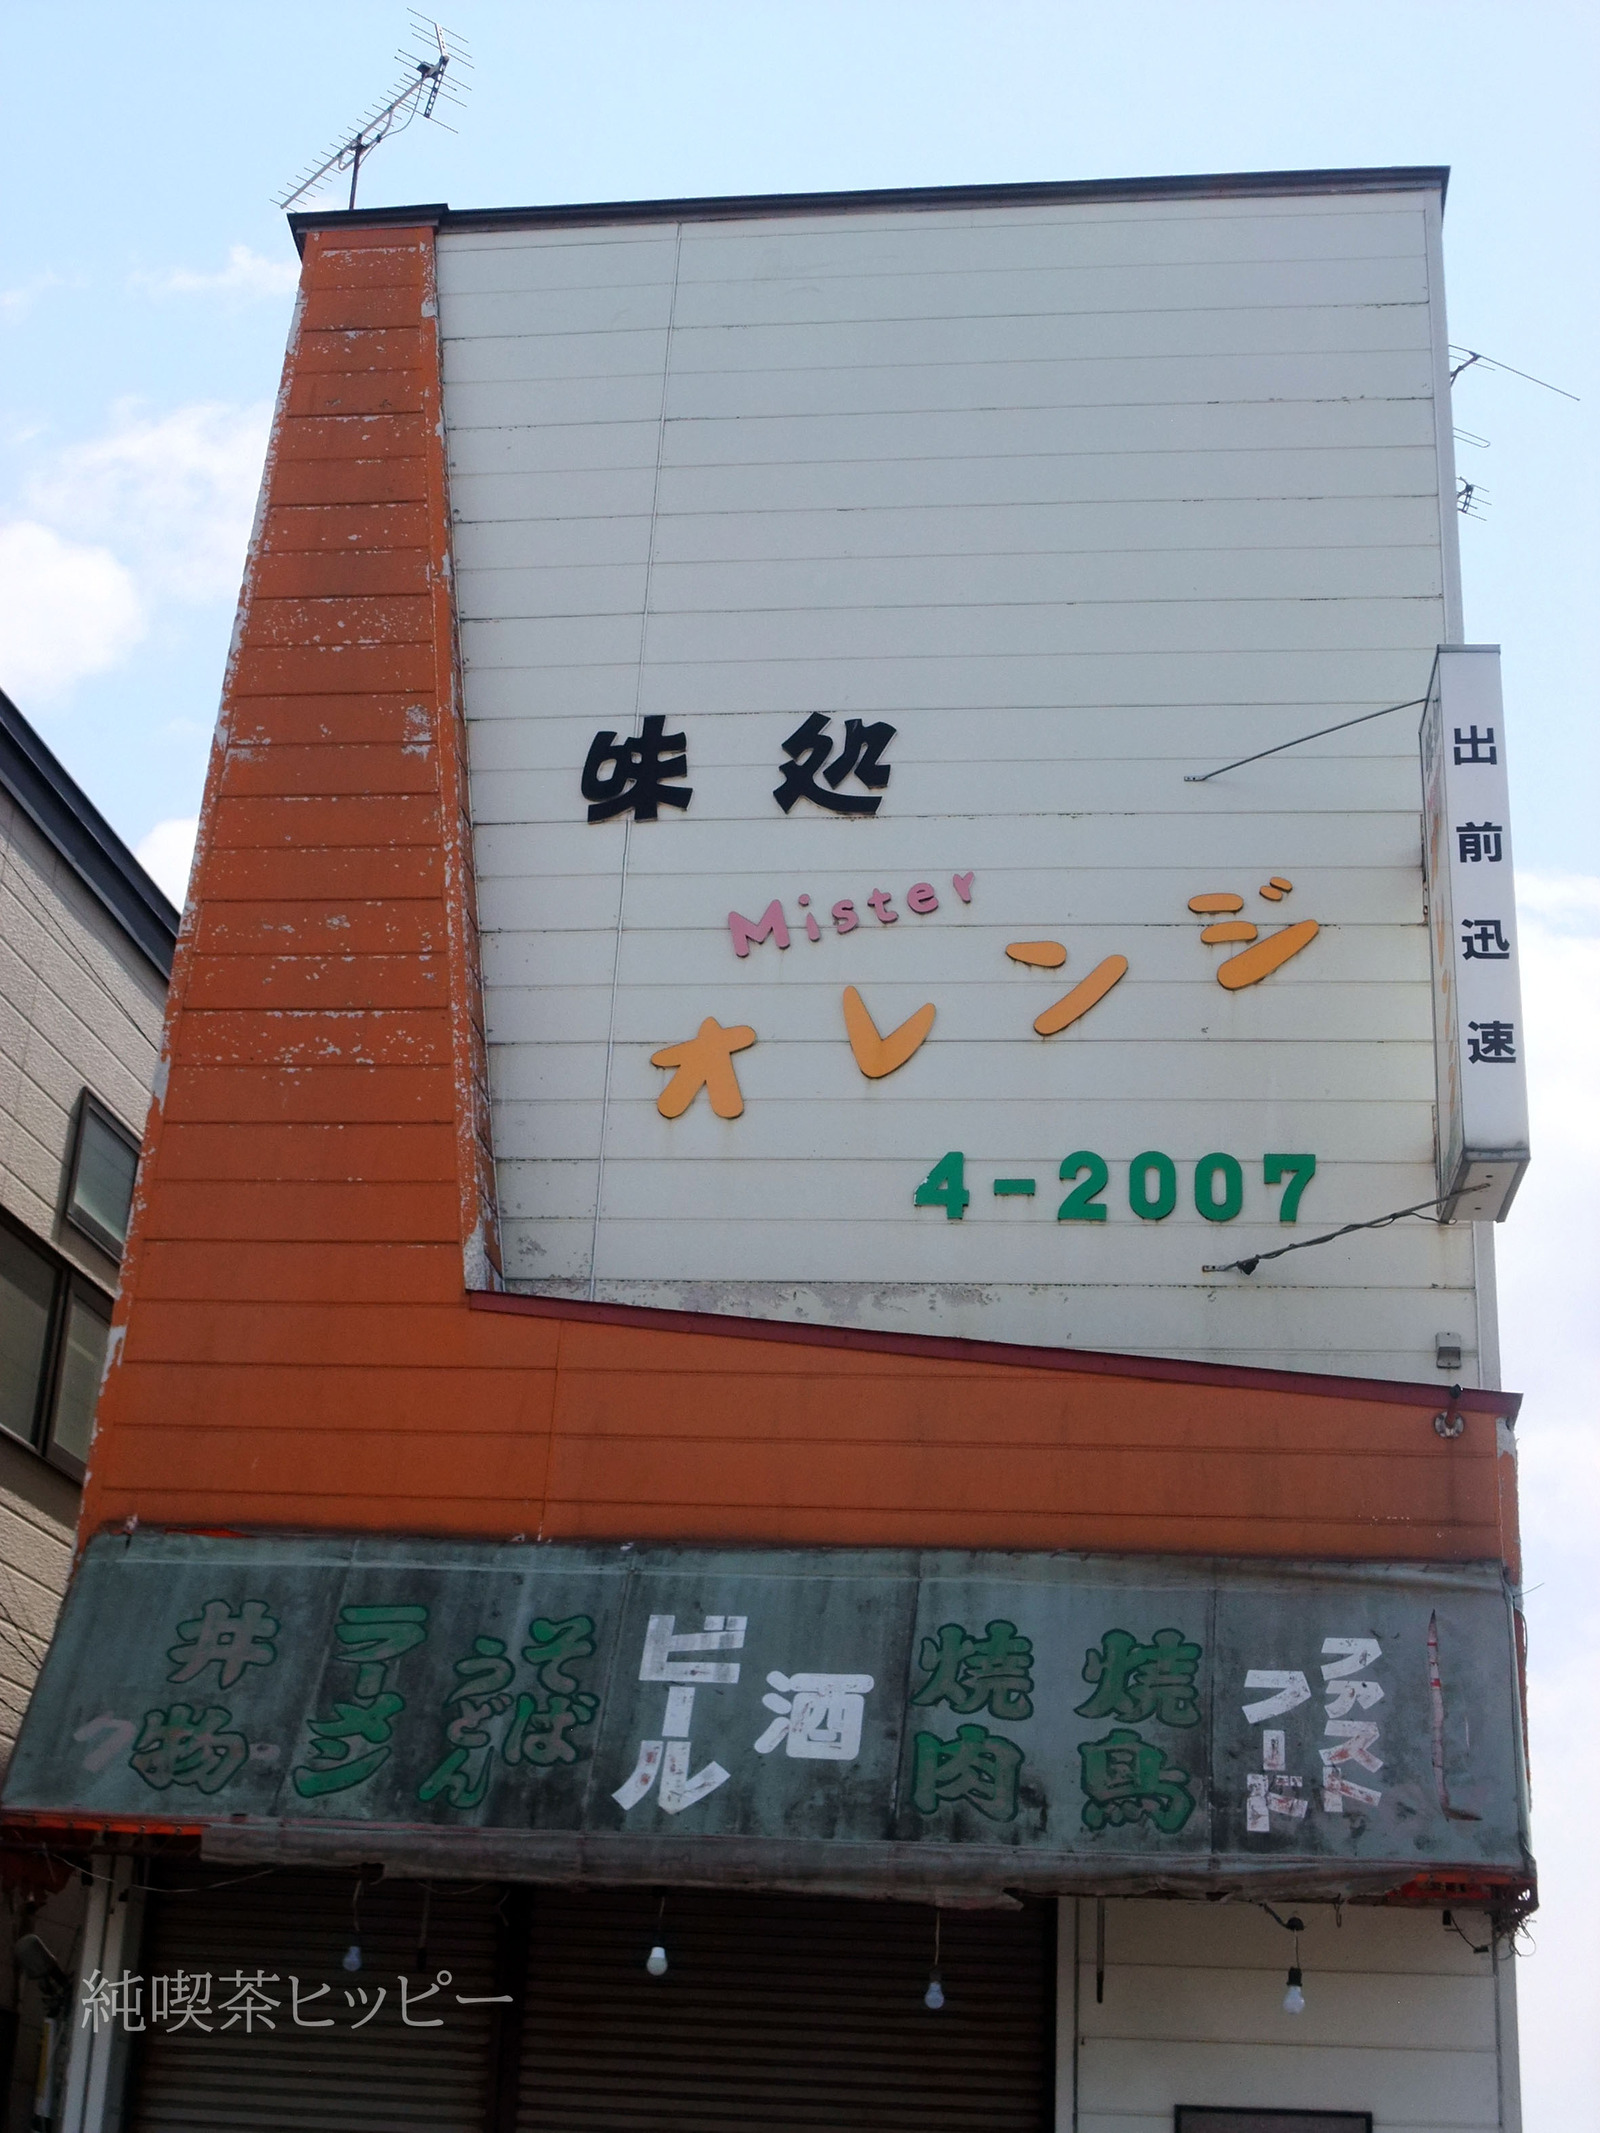 味処
Mister
オレンジ
4-2007
出前迅速
ファスト
フード
焼鳥
焼肉
酒
ビール
そば
うどん
ラーメン
丼物
純喫茶ヒッピー